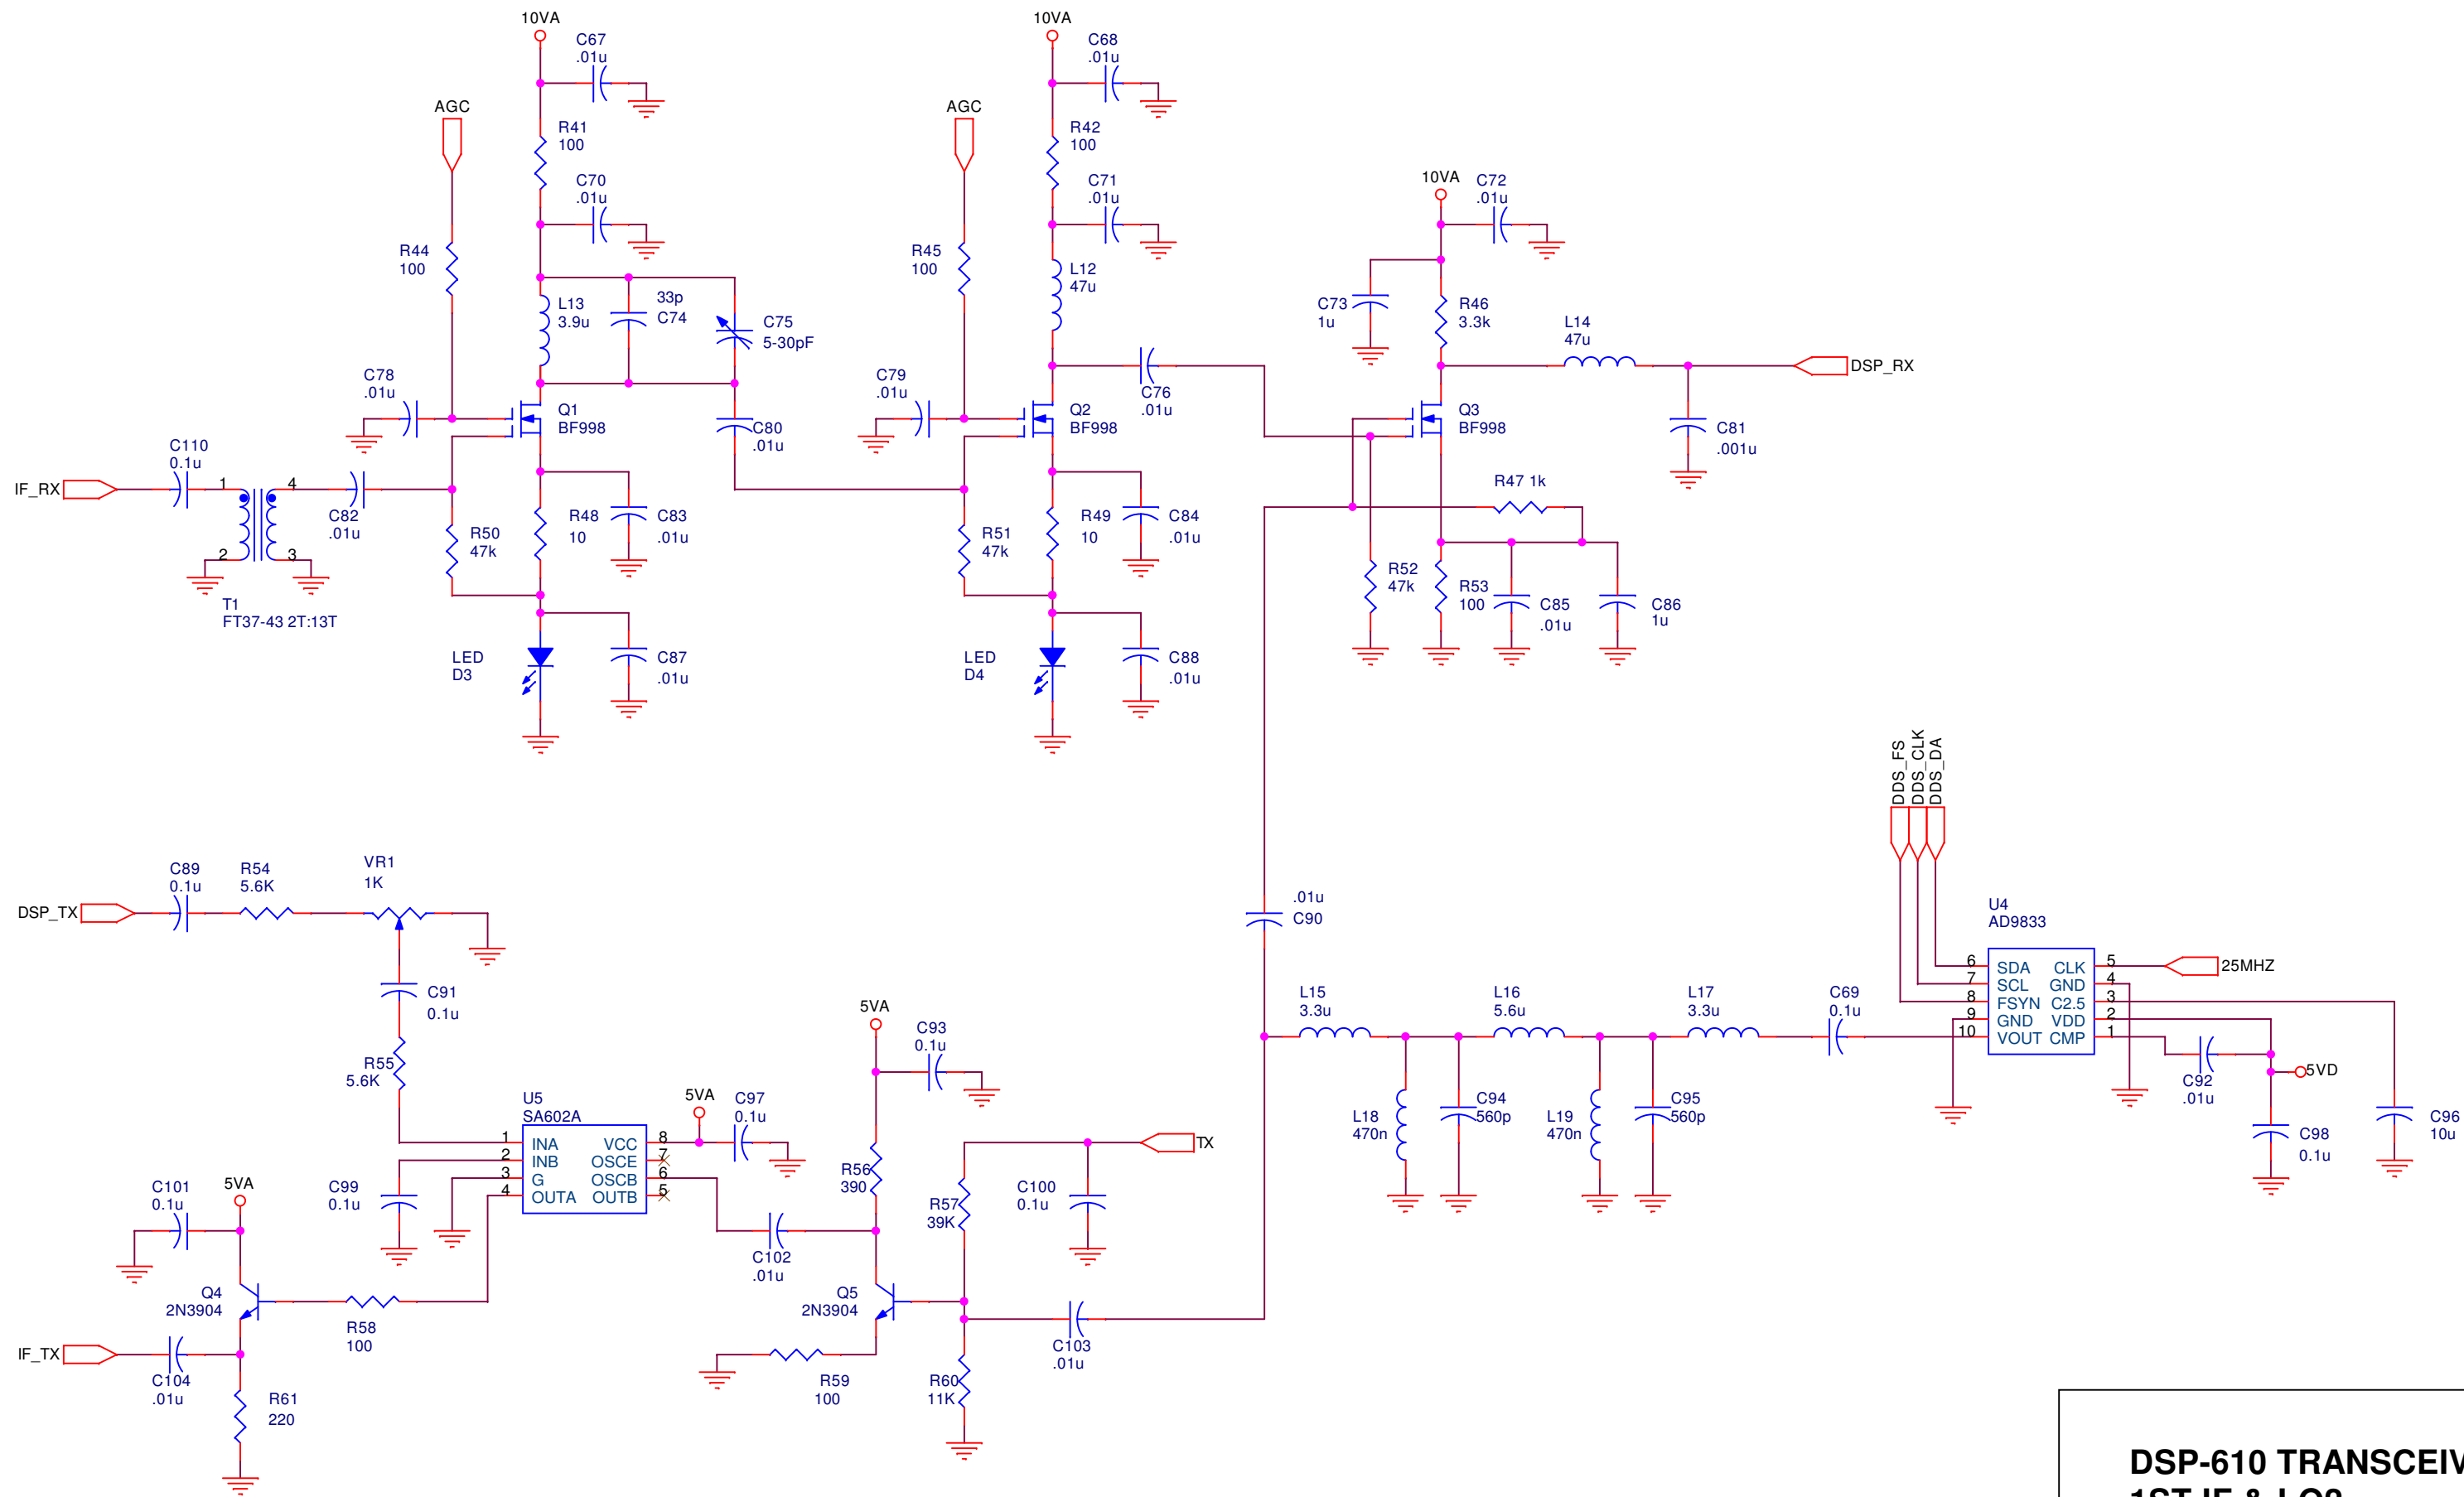 10VA
C67
.01u
AGC
R41
100
C70
.01u
R44
100
L13
3.9u
33p
C74
C75
5-30pF
C78
.01u
Q1
BF998
C80
.01u
C110
0.1u
IF_RX
1
4
2
3
C82
.01u
T1
FT37-43 2T:13T
R50
47k
R48
10
C83
.01u
LED
D3
C87
.01u
10VA
C68
.01u
AGC
R42
100
C71
.01u
R45
100
L12
47u
C79
.01u
Q2
BF998
C76
.01u
R51
47k
R49
10
C84
.01u
LED
D4
C88
.01u
10VA
C72
.01u
C73
1u
R46
3.3k
L14
47u
DSP_RX
Q3
BF998
C81
.001u
R47 1k
R52
47k
R53
100
C85
.01u
C86
1u
DSP_TX
C89
0.1u
R54
5.6K
VR1
1K
C91
0.1u
R55
5.6K
U5
SA602A
1
2
3
4
INA
INB
G
OUTA
VCC
OSCE
OSCB
OUTB
8
7
6
5
5VA
C97
0.1u
C99
0.1u
C101
0.1u
5VA
Q4
2N3904
R58
100
IF_TX
C104
.01u
R61
220
5VA
C93
0.1u
R56
390
C102
.01u
Q5
2N3904
R59
100
R57
39K
C100
0.1u
TX
R60
11K
C103
.01u
.01u
C90
L15
3.3u
L16
5.6u
L17
3.3u
C69
0.1u
L18
470n
C94
560p
L19
470n
C95
560p
DDS_FS
DDS_CLK
DDS_DA
U4
AD9833
6
7
8
9
10
SDA
SCL
FSYN
GND
VOUT
CLK
GND
C2.5
VDD
CMP
5
4
3
2
1
25MHZ
C92
.01u
5VD
C98
0.1u
C96
10u
DSP-610 TRANSCEIV